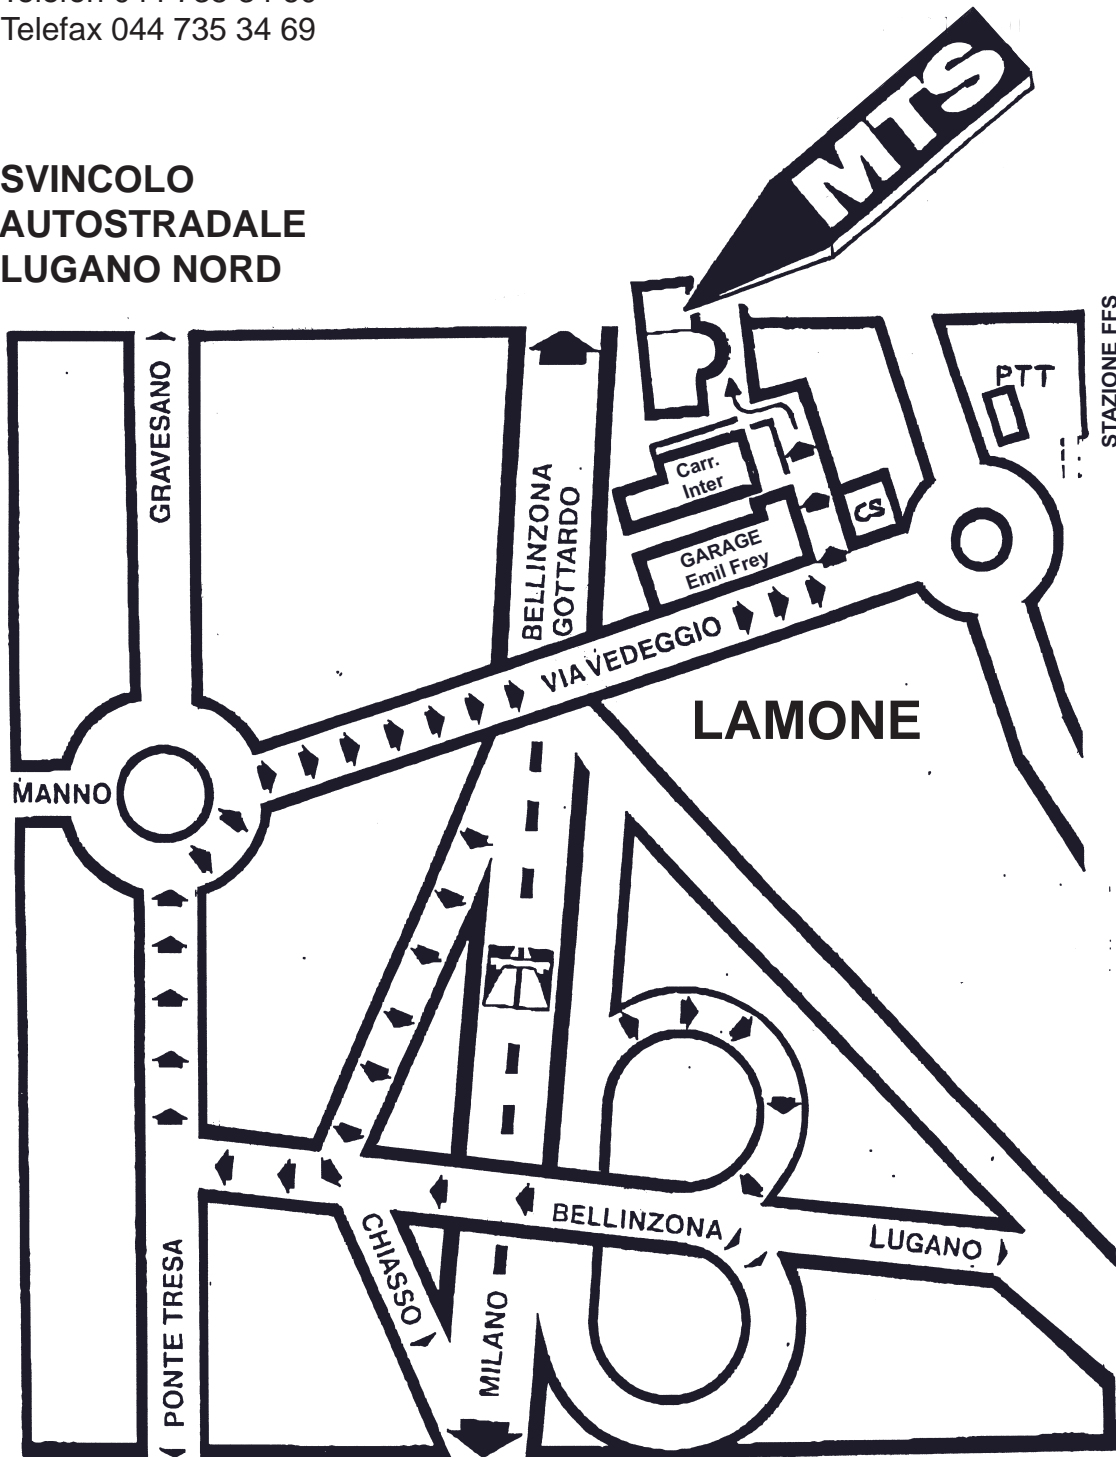 Telefax 044 735 34 69
SVINCOLO
AUTOSTRADALE
LUGANO NORD
MTS
STAZIONE FFS
GRAVESANO
PTT
BELLINZONA
GOTTARDO
Carr.
Inter
CS
GARAGE
Emil Frey
VIA VEDEGGIO
LAMONE
MANNO
BELLINZONA
LUGANO
CHIASSO
PONTE TRESA
MILANO